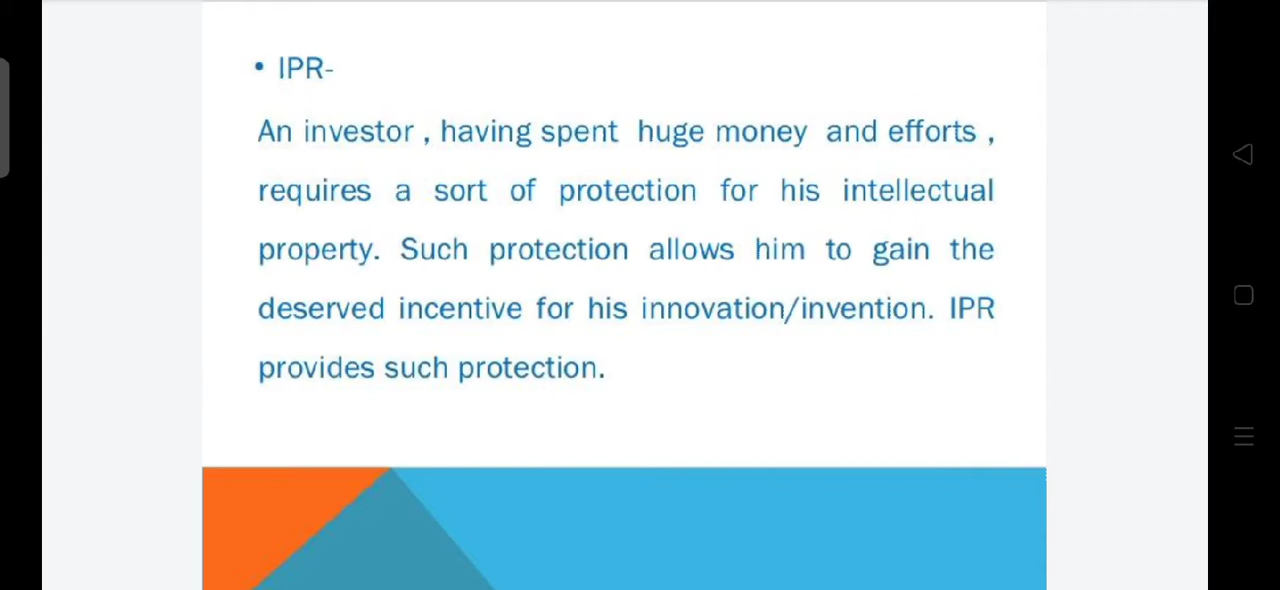 • IPR-
An investor , having spent huge money and efforts ,
requires a sort of protection for his intellectual
property. Such protection allows him to gain the
deserved incentive for his innovation/invention. IPR
provides such protection.